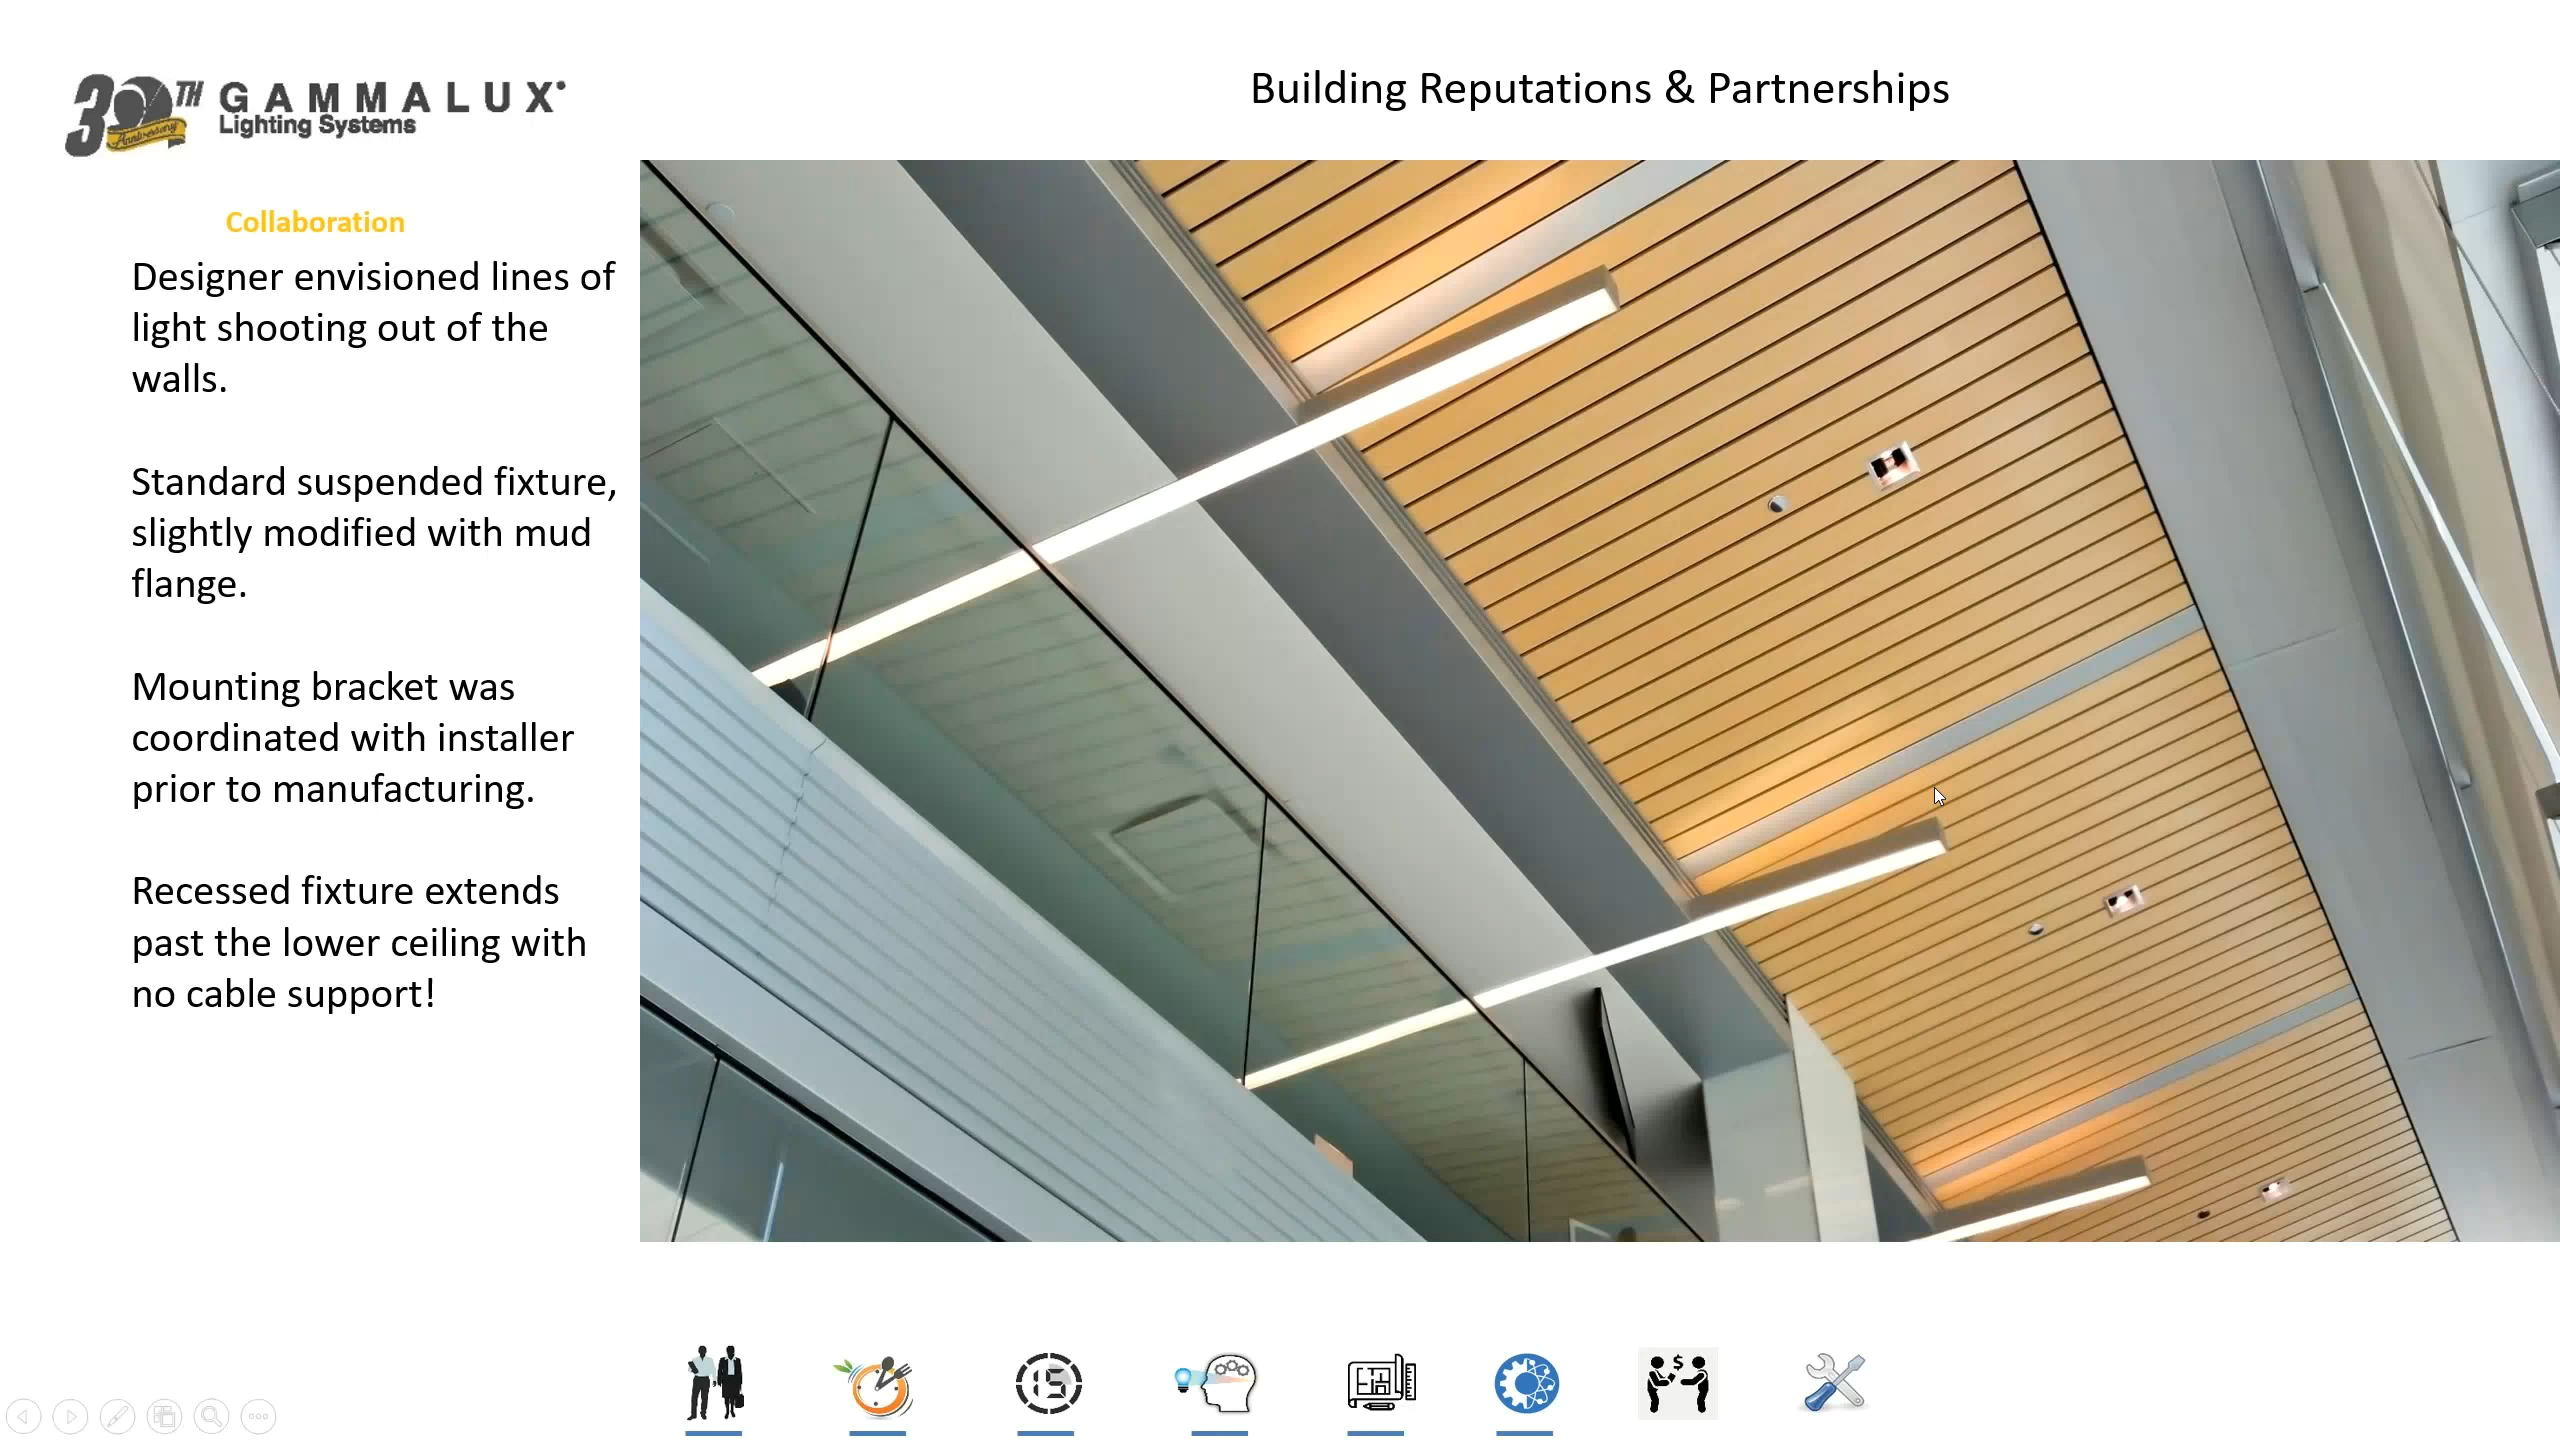 30TH
Anniversary
GAMMALUX
Lighting Systems
Building Reputations & Partnerships
Collaboration
Designer envisioned lines of
light shooting out of the
walls.
Standard suspended fixture,
slightly modified with mud
flange.
Mounting bracket was
coordinated with installer
prior to manufacturing.
Recessed fixture extends
past the lower ceiling with
no cable support!
15
$